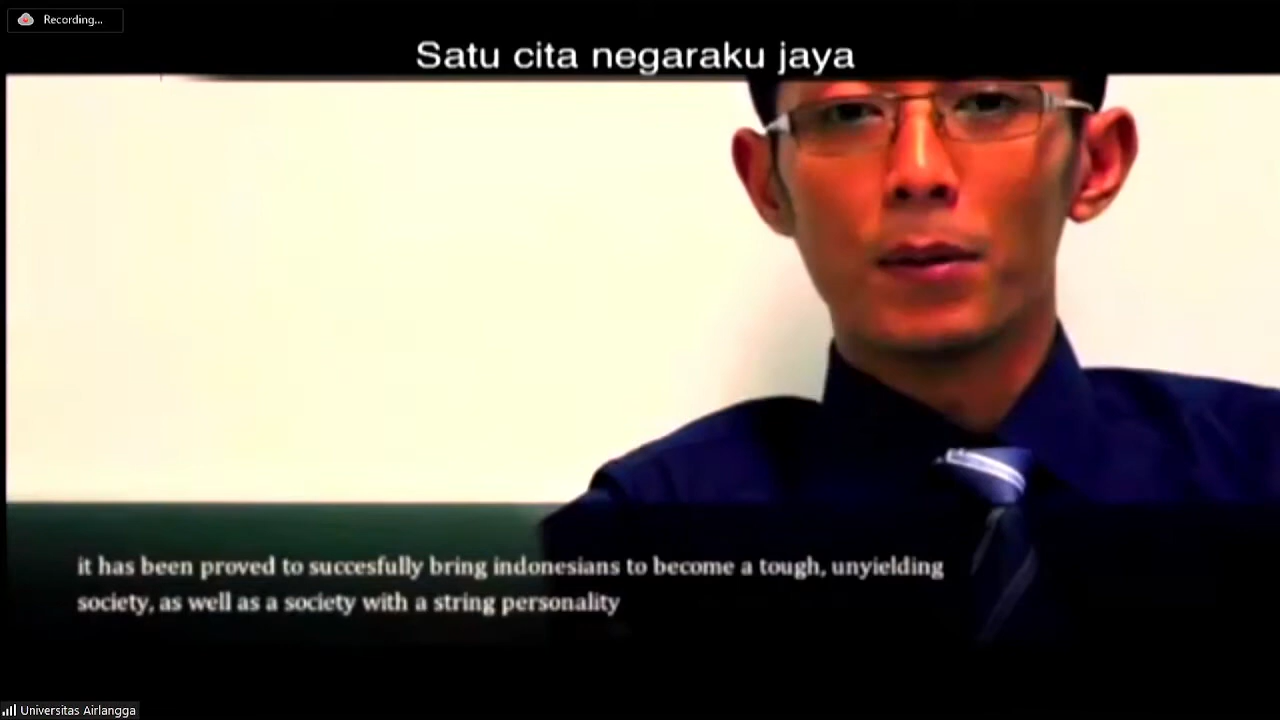 Recording...
Satu cita negaraku jaya
it has been proved to succesfully bring indonesians to become a tough, unyielding
society, as well as a society with a string personality
Universitas Airlangga